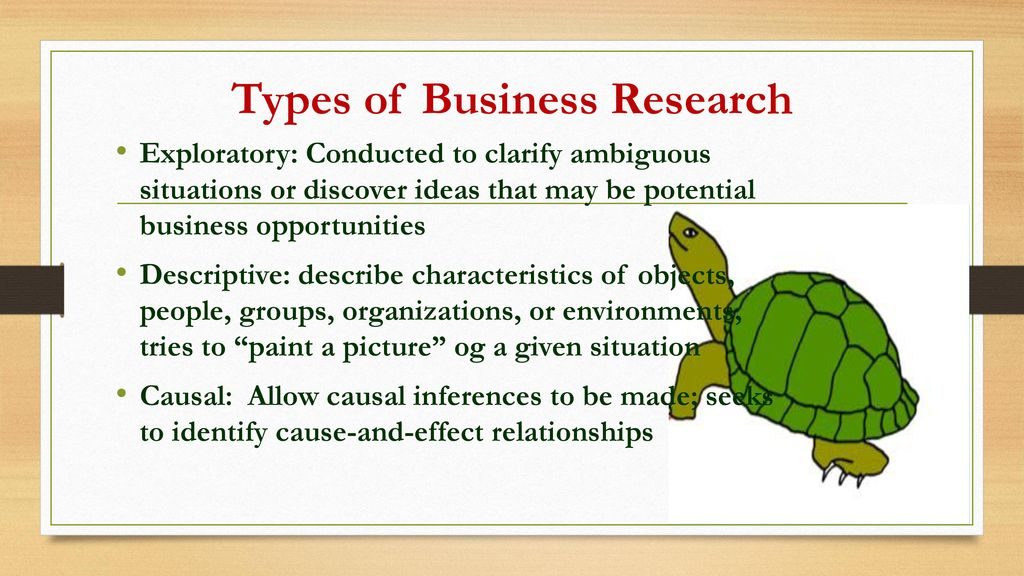 Types of Business Research
• Exploratory: Conducted to clarify ambiguous
situations or discover ideas that may be potential
business opportunities
• Descriptive: describe characteristics of objects,
people, groups, organizations, or environments,
tries to “paint a picture” og a given situation
• Causal: Allow causal inferences to be made; seeks
to identify cause-and-effect relationships